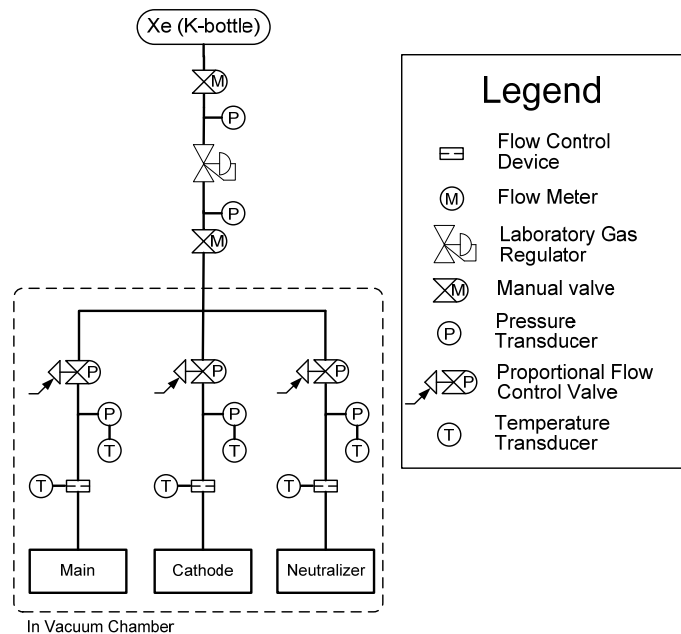 Xe (K-bottle)
M
P
P
M
P
P
P
P
P
P
T
T
T
T
T
T
Main
Cathode
Neutralizer
In Vacuum Chamber
Legend
Flow Control
Device
M
Flow Meter
Laboratory Gas
Regulator
M
Manual valve
P
Pressure
Transducer
P
Proportional Flow
Control Valve
T
Temperature
Transducer